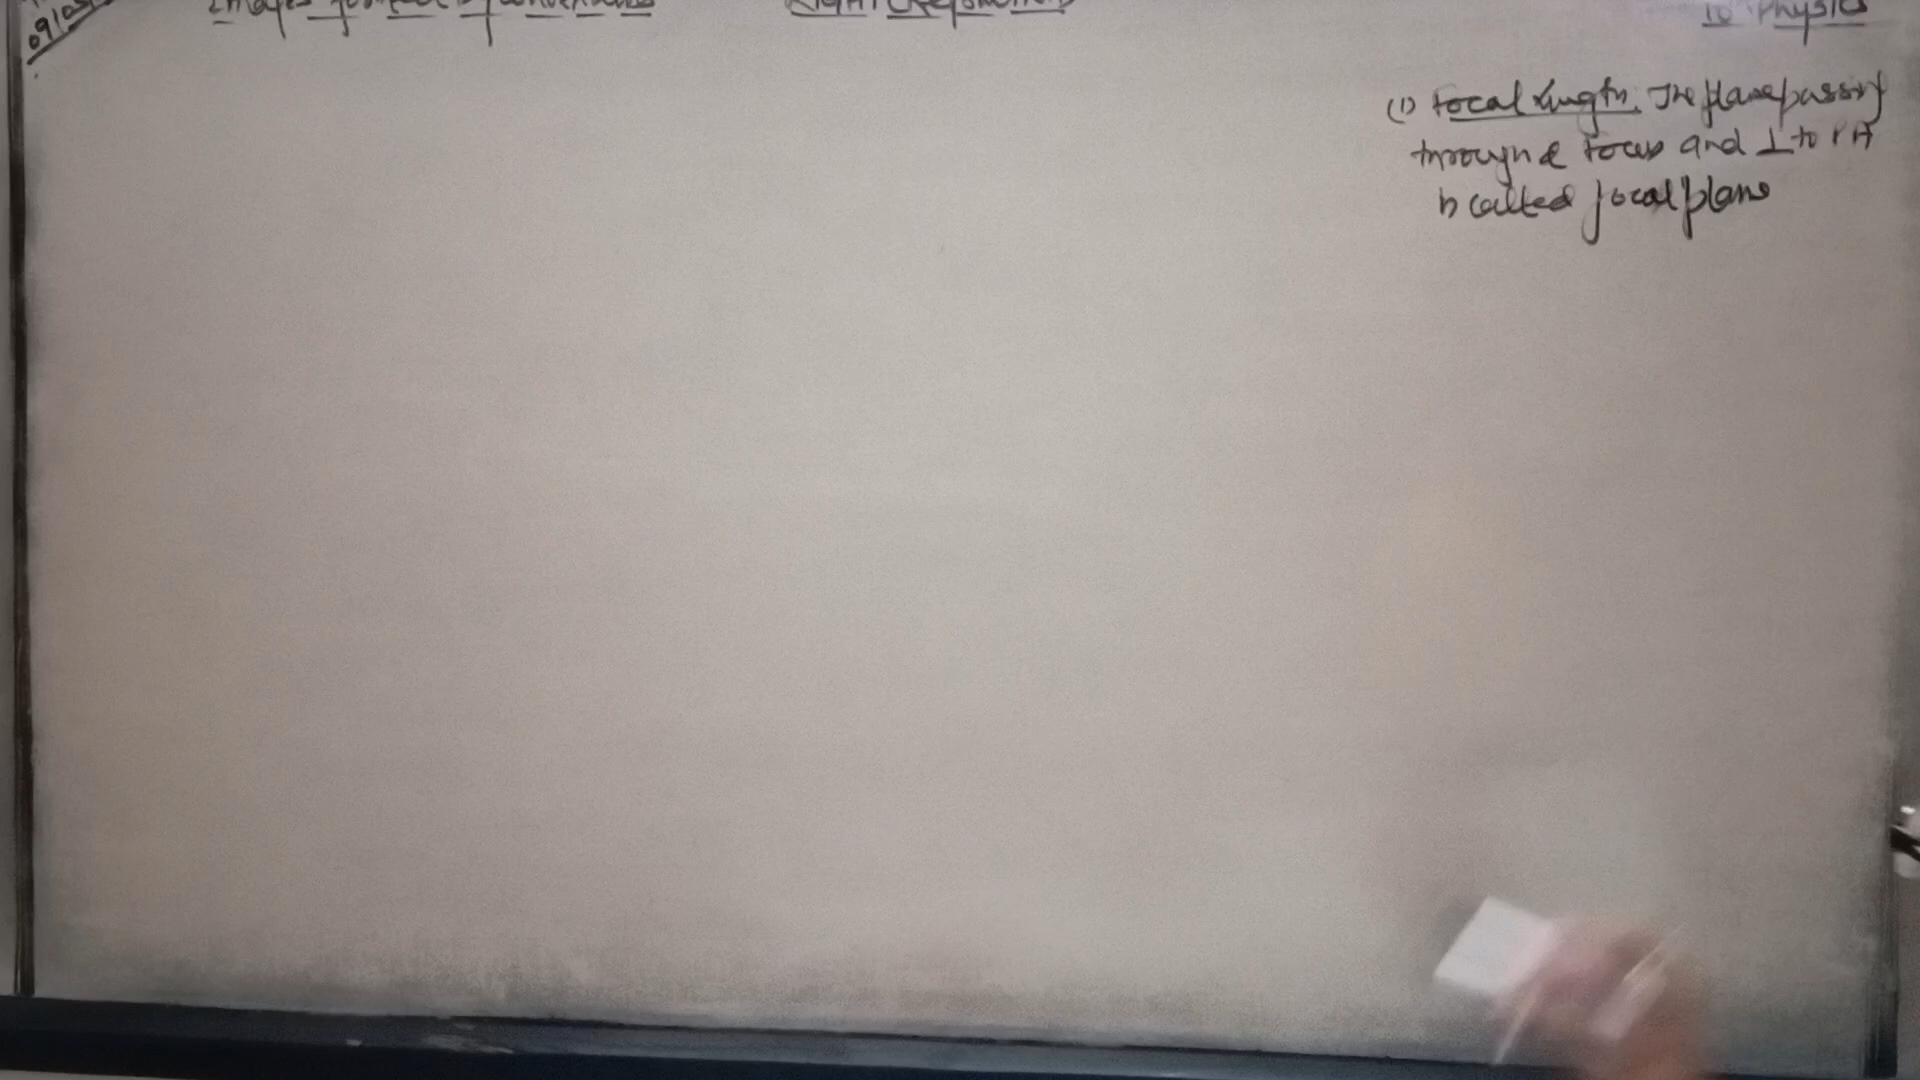 09/05
Images formed by convex lens
Light (Refraction)
10 Physics
(1) Focal length. The plane passing
through focus and ⊥ to PA
is called focal plane